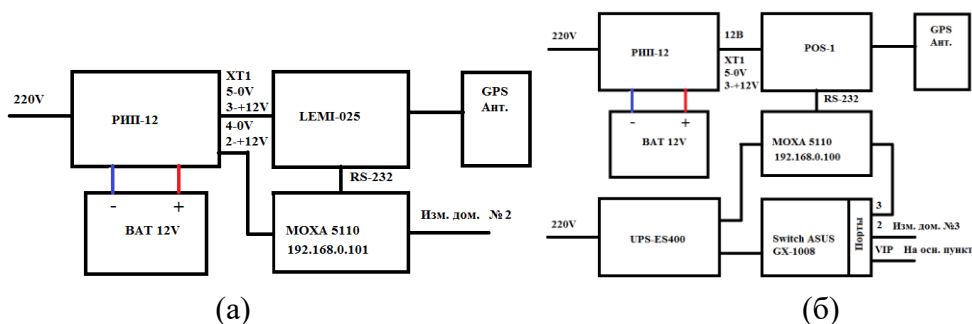 220V
РИП-12
XT1
5-0V
3-+12V
4-0V
2-+12V
LEMI-025
GPS
Ант.
RS-232
- +
BAT 12V
MOXA 5110
192.168.0.101
Изм. дом. №2
(а)
220V
РИП-12
12В
XT1
5-0V
3-+12V
POS-1
GPS
Ант.
RS-232
- +
BAT 12V
MOXA 5110
192.168.0.100
220V
UPS-ES400
Switch ASUS
GX-1008
Порты
3
2 Изм. дом. №3
VIP На осн. пункт
(б)